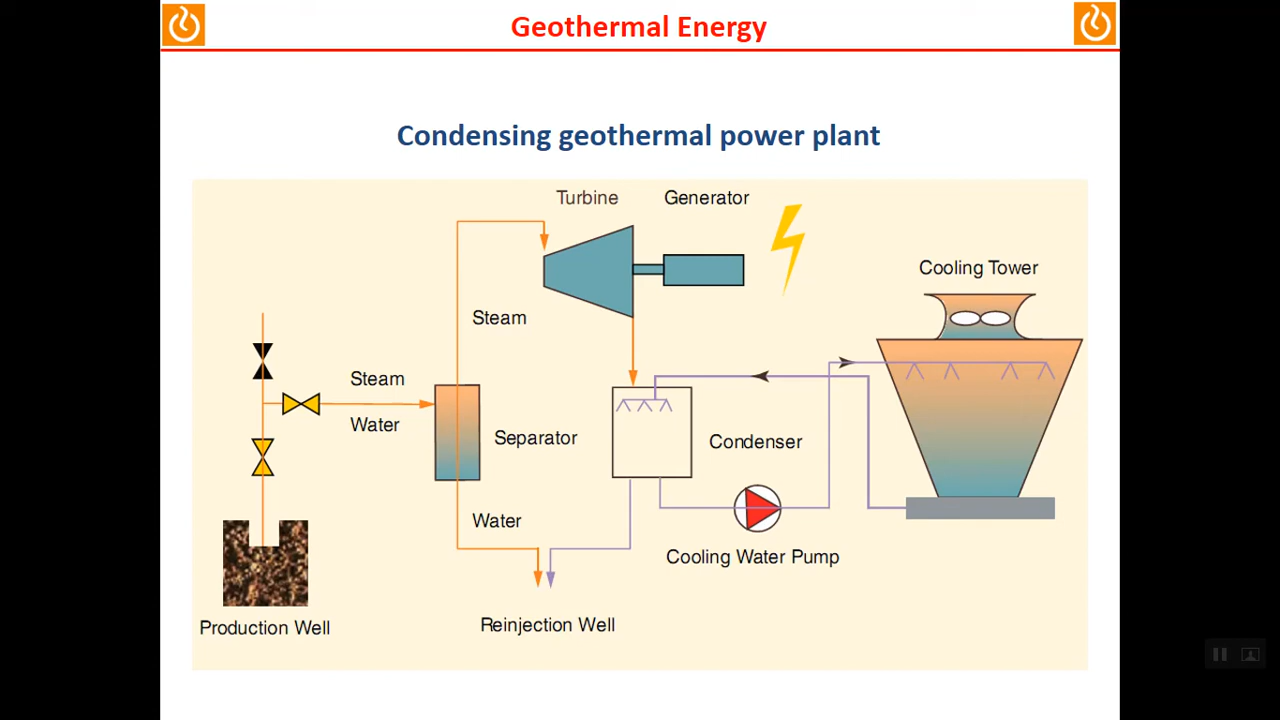 Geothermal Energy
Condensing geothermal power plant
Turbine
Generator
Cooling Tower
Steam
Steam
Water
Separator
Condenser
Water
Cooling Water Pump
Reinjection Well
Production Well